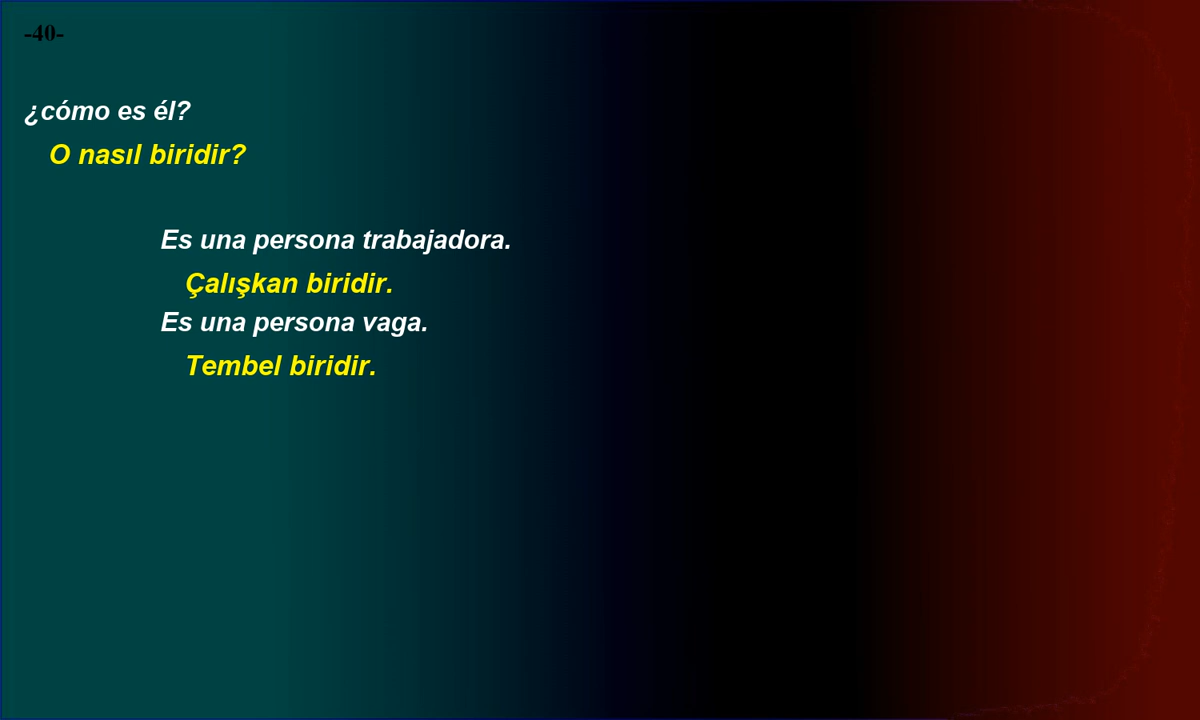 -40-
¿cómo es él?
O nasıl biridir?
Es una persona trabajadora.
Çalışkan biridir.
Es una persona vaga.
Tembel biridir.